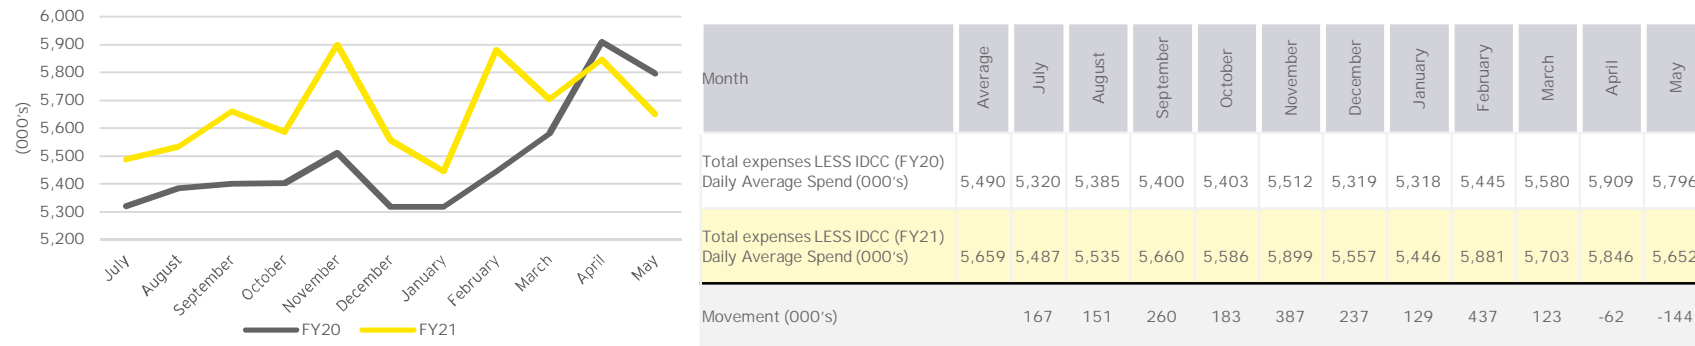 6,000
5,900
5,800
5,700
5,600
5,500
5,400
5,300
5,200
(000's)
July
August
September
October
November
December
January
February
March
April
May
FY20 FY21
Month Average July August September October November December January February March April May
Total expenses LESS IDCC (FY20)
Daily Average Spend (000's) 5,490 5,320 5,385 5,400 5,403 5,512 5,319 5,318 5,445 5,580 5,909 5,796
Total expenses LESS IDCC (FY21)
Daily Average Spend (000's) 5,659 5,487 5,535 5,660 5,586 5,899 5,557 5,446 5,881 5,703 5,846 5,652
Movement (000's) 167 151 260 183 387 237 129 437 123 -62 -144